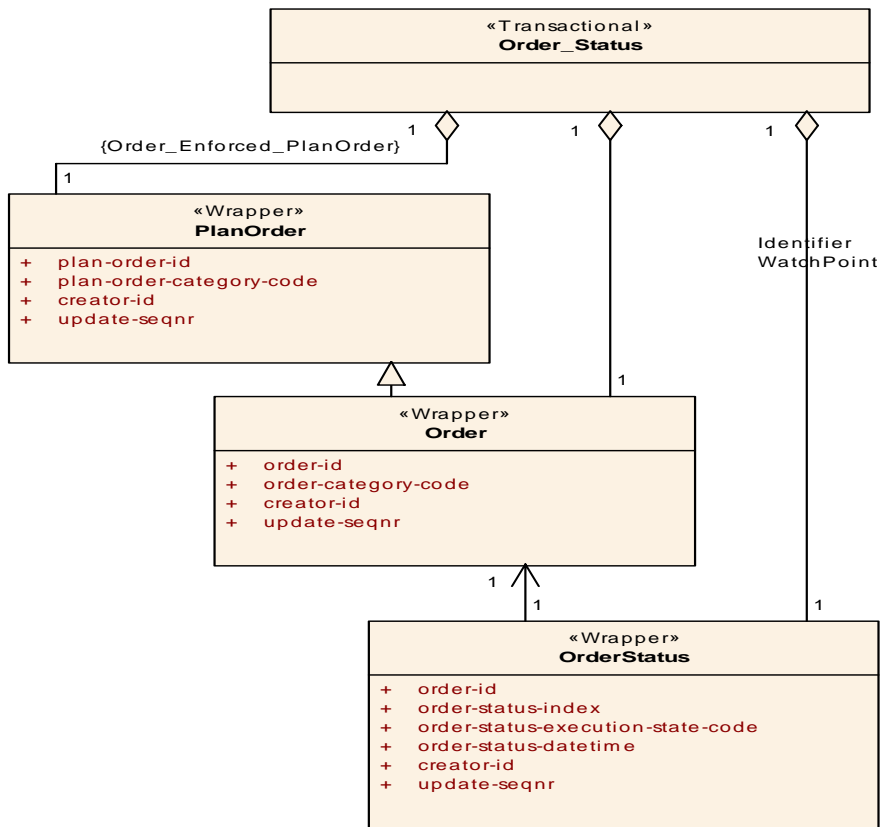 «Transactional»
Order_Status
1
1
1
{Order_Enforced_PlanOrder}
1
«Wrapper»
PlanOrder
+ plan-order-id
+ plan-order-category-code
+ creator-id
+ update-seqnr
Identifier
WatchPoint
1
«Wrapper»
Order
+ order-id
+ order-category-code
+ creator-id
+ update-seqnr
1
1
1
«Wrapper»
OrderStatus
+ order-id
+ order-status-index
+ order-status-execution-state-code
+ order-status-datetime
+ creator-id
+ update-seqnr